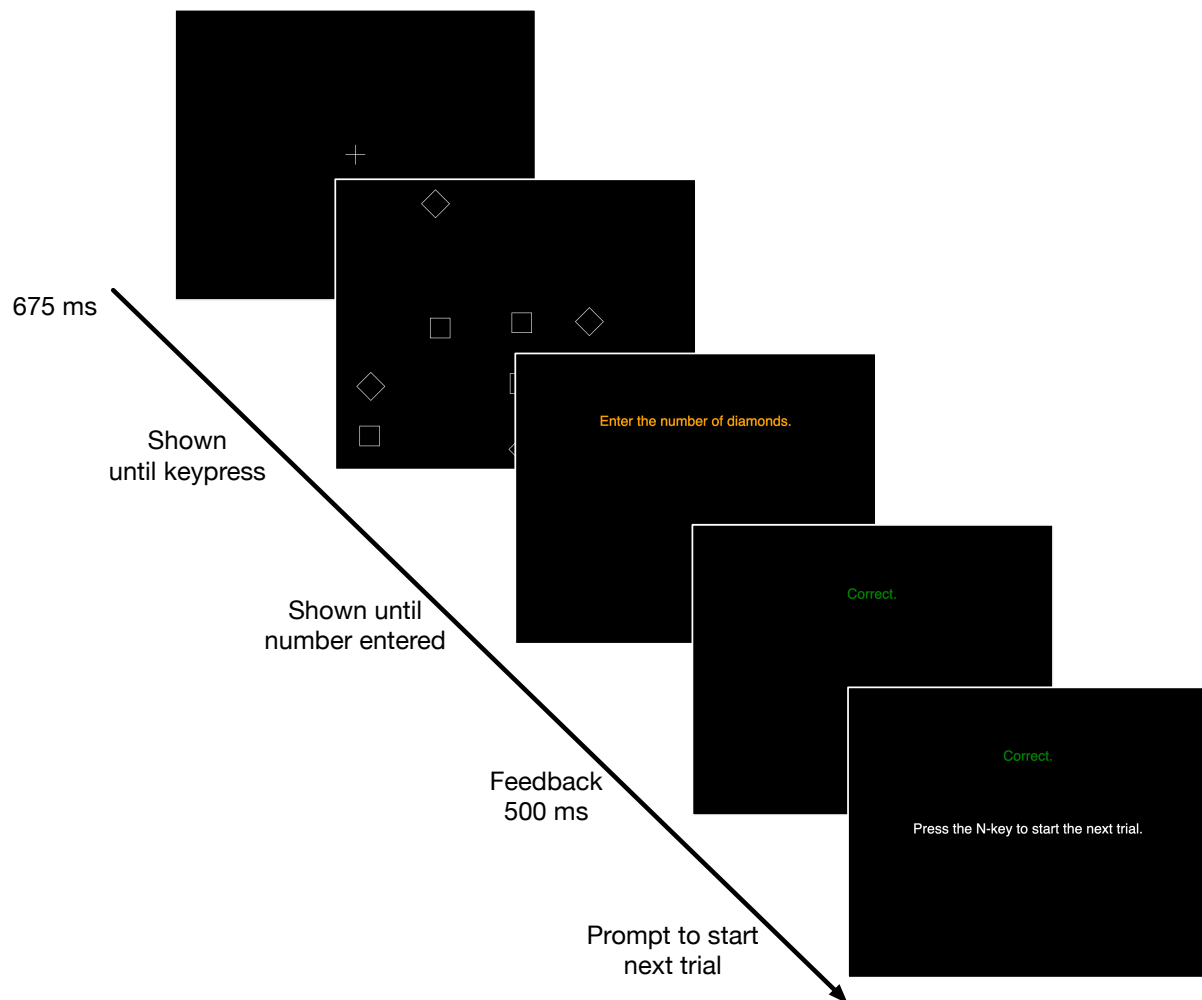 675 ms
Shown
until keypress
Enter the number of diamonds.
Shown until
number entered
Correct.
Feedback
500 ms
Correct.
Press the N-key to start the next trial.
Prompt to start
next trial